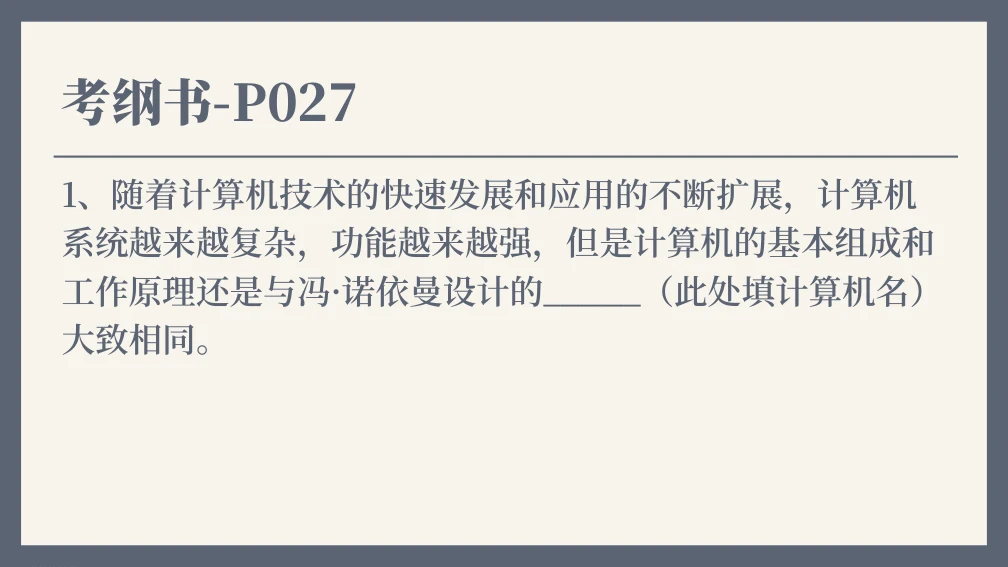 考纲书-P027
1、随着计算机技术的快速发展和应用的不断扩展，计算机
系统越来越复杂，功能越来越强，但是计算机的基本组成和
工作原理还是与冯·诺依曼设计的______（此处填计算机名）
大致相同。